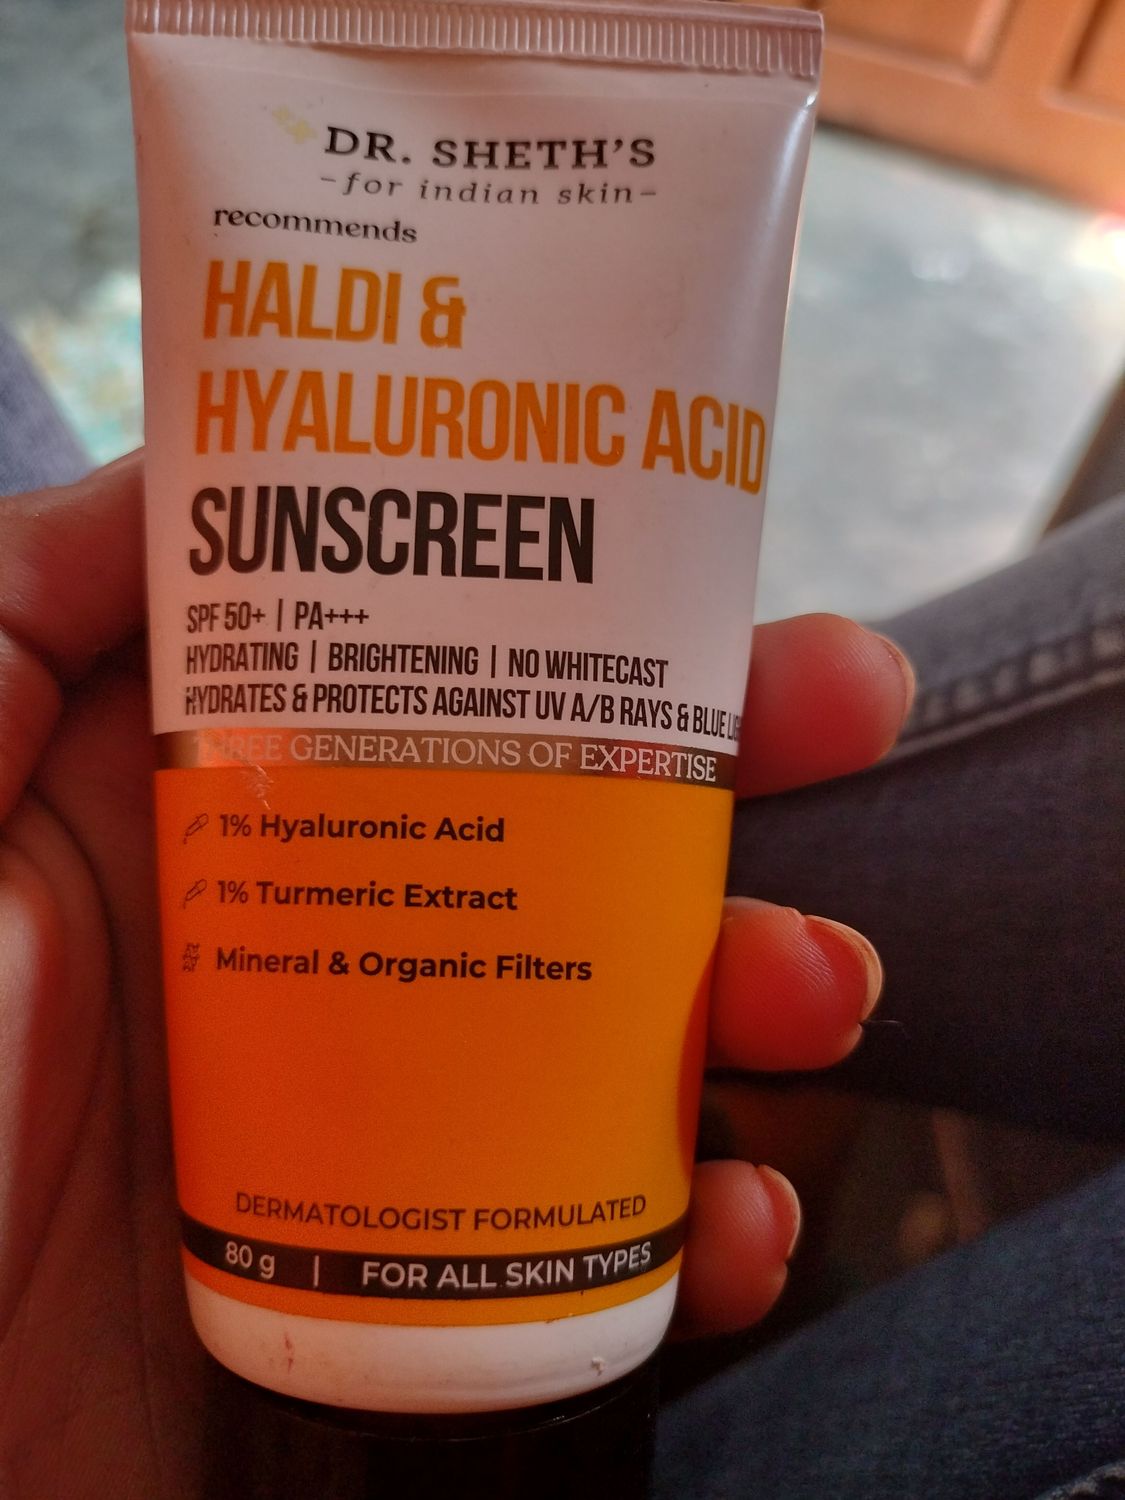 DR. SHETH'S
-for indian skin-
recommends
HALDI &
HYALURONIC ACID
SUNSCREEN
SPF 50+ | PA+++
HYDRATING | BRIGHTENING | NO WHITECAST
HYDRATES & PROTECTS AGAINST UV A/B RAYS & BLUE
THREE GENERATIONS OF EXPERTISE
1% Hyaluronic Acid
1% Turmeric Extract
Mineral & Organic Filters
DERMATOLOGIST FORMULATED
80 g | FOR ALL SKIN TYPES